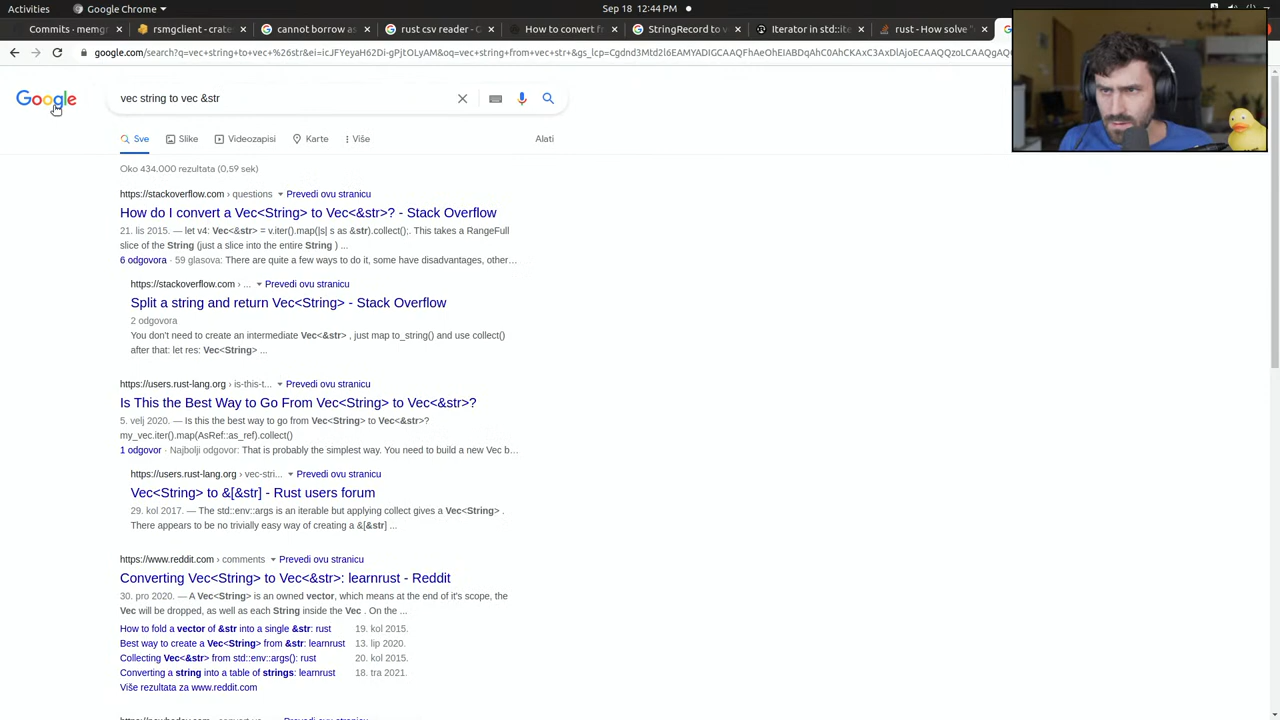 Activities
Google Chrome
Sep 18 12:44 PM
Commits · memgr
rsmgclient - crate
cannot borrow as
rust csv reader - G
How to convert f
StringRecord to v
Iterator in std::ite
rust - How solve "
google.com/search?q=vec+string+to+vec+%26str&ei=icJFYeyaH62Di-gPjtOLyAM&oq=vec+string+from+vec+str+&gs_lcp=
Google
vec string to vec &str
Sve
Slike
Videozapisi
Karte
Više
Alati
Oko 434.000 rezultata (0,59 sek)
https://stackoverflow.com › questions Prevedi ovu stranicu
How do I convert a Vec<String> to Vec<&str>? - Stack Overflow
21. lis 2015. — let v4: Vec<&str> = v.iter().map(|s| s as &str).collect();. This takes a RangeFull
slice of the String (just a slice into the entire String ) ...
6 odgovora · 59 glasova: There are quite a few ways to do it, some have disadvantages, other…
https://stackoverflow.com › ... Prevedi ovu stranicu
Split a string and return Vec<String> - Stack Overflow
2 odgovora
You don't need to create an intermediate Vec<&str> , just map to_string() and use collect()
after that: let res: Vec<String> ...
https://users.rust-lang.org › is-this-t... Prevedi ovu stranicu
Is This the Best Way to Go From Vec<String> to Vec<&str>?
5. velj 2020. — Is this the best way to go from Vec<String> to Vec<&str>?
my_vec.iter().map(AsRef::as_ref).collect()
1 odgovor · Najbolji odgovor: That is probably the simplest way. You need to build a new Vec b…
https://users.rust-lang.org › vec-stri... Prevedi ovu stranicu
Vec<String> to &[&str] - Rust users forum
29. kol 2017. — The std::env::args is an iterable but applying collect gives a Vec<String> .
There appears to be no trivially easy way of creating a &[&str] ...
https://www.reddit.com › comments Prevedi ovu stranicu
Converting Vec<String> to Vec<&str>: learnrust - Reddit
30. pro 2020. — A Vec<String> is an owned vector, which means at the end of it's scope, the
Vec will be dropped, as well as each String inside the Vec . On the ...
How to fold a vector of &str into a single &str: rust 19. kol 2015.
Best way to create a Vec<String> from &str: learnrust 13. lip 2020.
Collecting Vec<&str> from std::env::args(): rust 20. kol 2015.
Converting a string into a table of strings: learnrust 18. tra 2021.
Više rezultata za www.reddit.com
Prevedi ovu stranicu